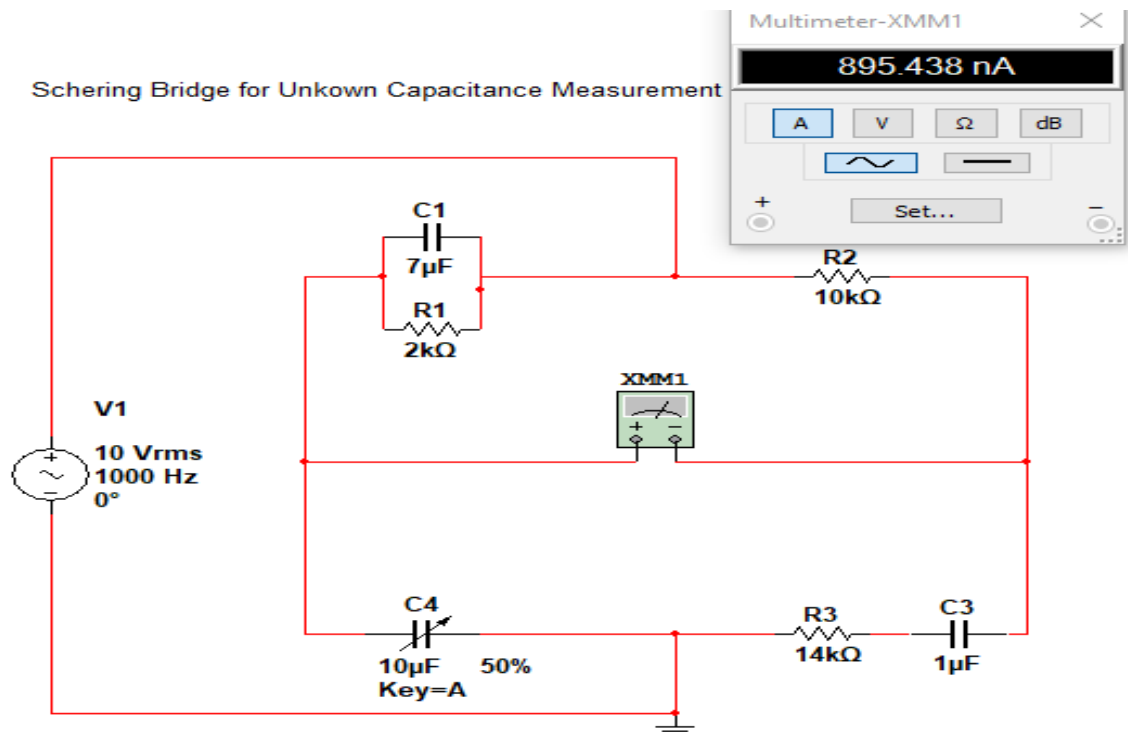 Multimeter-XMM1
895.438 nA
Schering Bridge for Unkown Capacitance Measurement
A V Ω dB
+ Set... −
C1
7µF
R1
2kΩ
R2
10kΩ
XMM1
+ −
V1
+
10 Vrms
1000 Hz
0°
−
C4
10µF 50%
Key=A
R3
14kΩ
C3
1µF